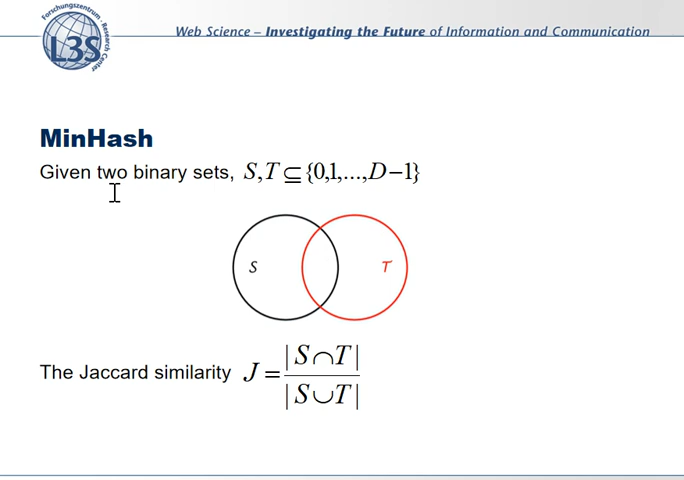 Forschungszentrum - Research Center
L3S
Web Science – Investigating the Future of Information and Communication
MinHash
Given two binary sets, S,T ⊆ {0,1,...,D−1}
S T
The Jaccard similarity J = |S∩T| / |S∪T|